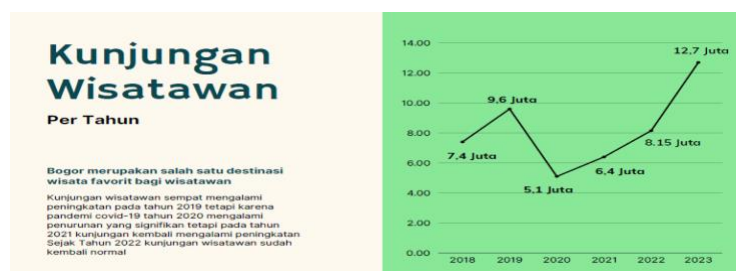 Kunjungan
Wisatawan
Per Tahun
Bogor merupakan salah satu destinasi
wisata favorit bagi wisatawan
Kunjungan wisatawan sempat mengalami
peningkatan pada tahun 2019 tetapi karena
pandemi covid-19 tahun 2020 mengalami
penurunan yang signifikan tetapi pada tahun
2021 kunjungan kembali mengalami peningkatan
Sejak Tahun 2022 kunjungan wisatawan sudah
kembali normal
14.00
12.00
10.00
8.00
6.00
4.00
2.00
0.00
7,4 Juta
9,6 Juta
5,1 Juta
6,4 Juta
8.15 Juta
12,7 Juta
2018 2019 2020 2021 2022 2023